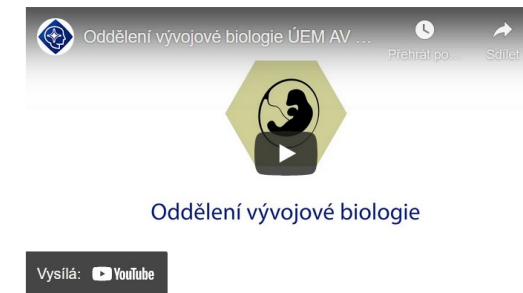 Oddělení vývojové biologie ÚEM AV ...
Přehrát po... Sdílet
Oddělení vývojové biologie
Vysílá: YouTube